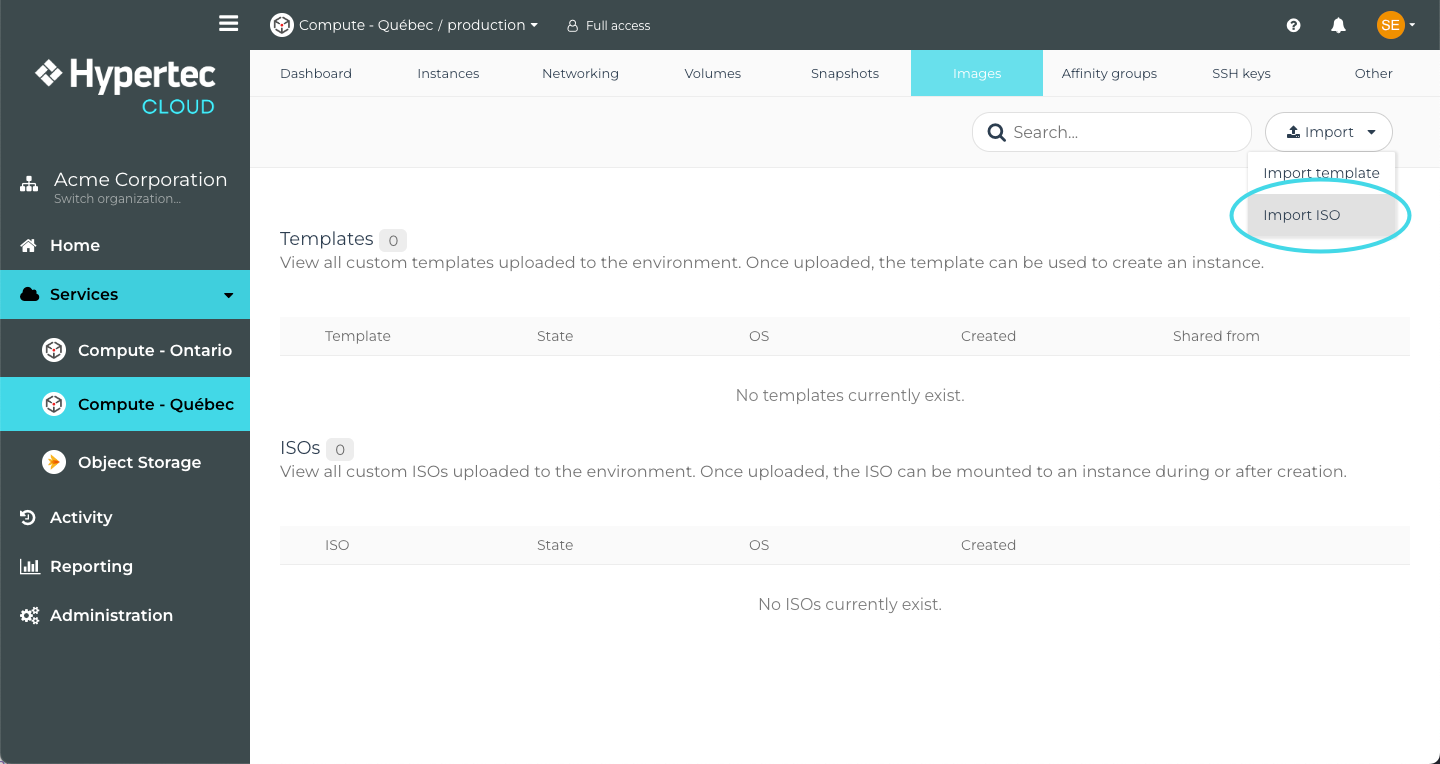 Compute - Québec / production Full access SE
Hypertec
CLOUD
Dashboard Instances Networking Volumes Snapshots Images Affinity groups SSH keys Other
Search... Import
Import template
Import ISO
Acme Corporation
Switch organization...
Home
Services
Compute - Ontario
Compute - Québec
Object Storage
Activity
Reporting
Administration
Templates 0
View all custom templates uploaded to the environment. Once uploaded, the template can be used to create an instance.
Template State OS Created Shared from
No templates currently exist.
ISOs 0
View all custom ISOs uploaded to the environment. Once uploaded, the ISO can be mounted to an instance during or after creation.
ISO State OS Created
No ISOs currently exist.